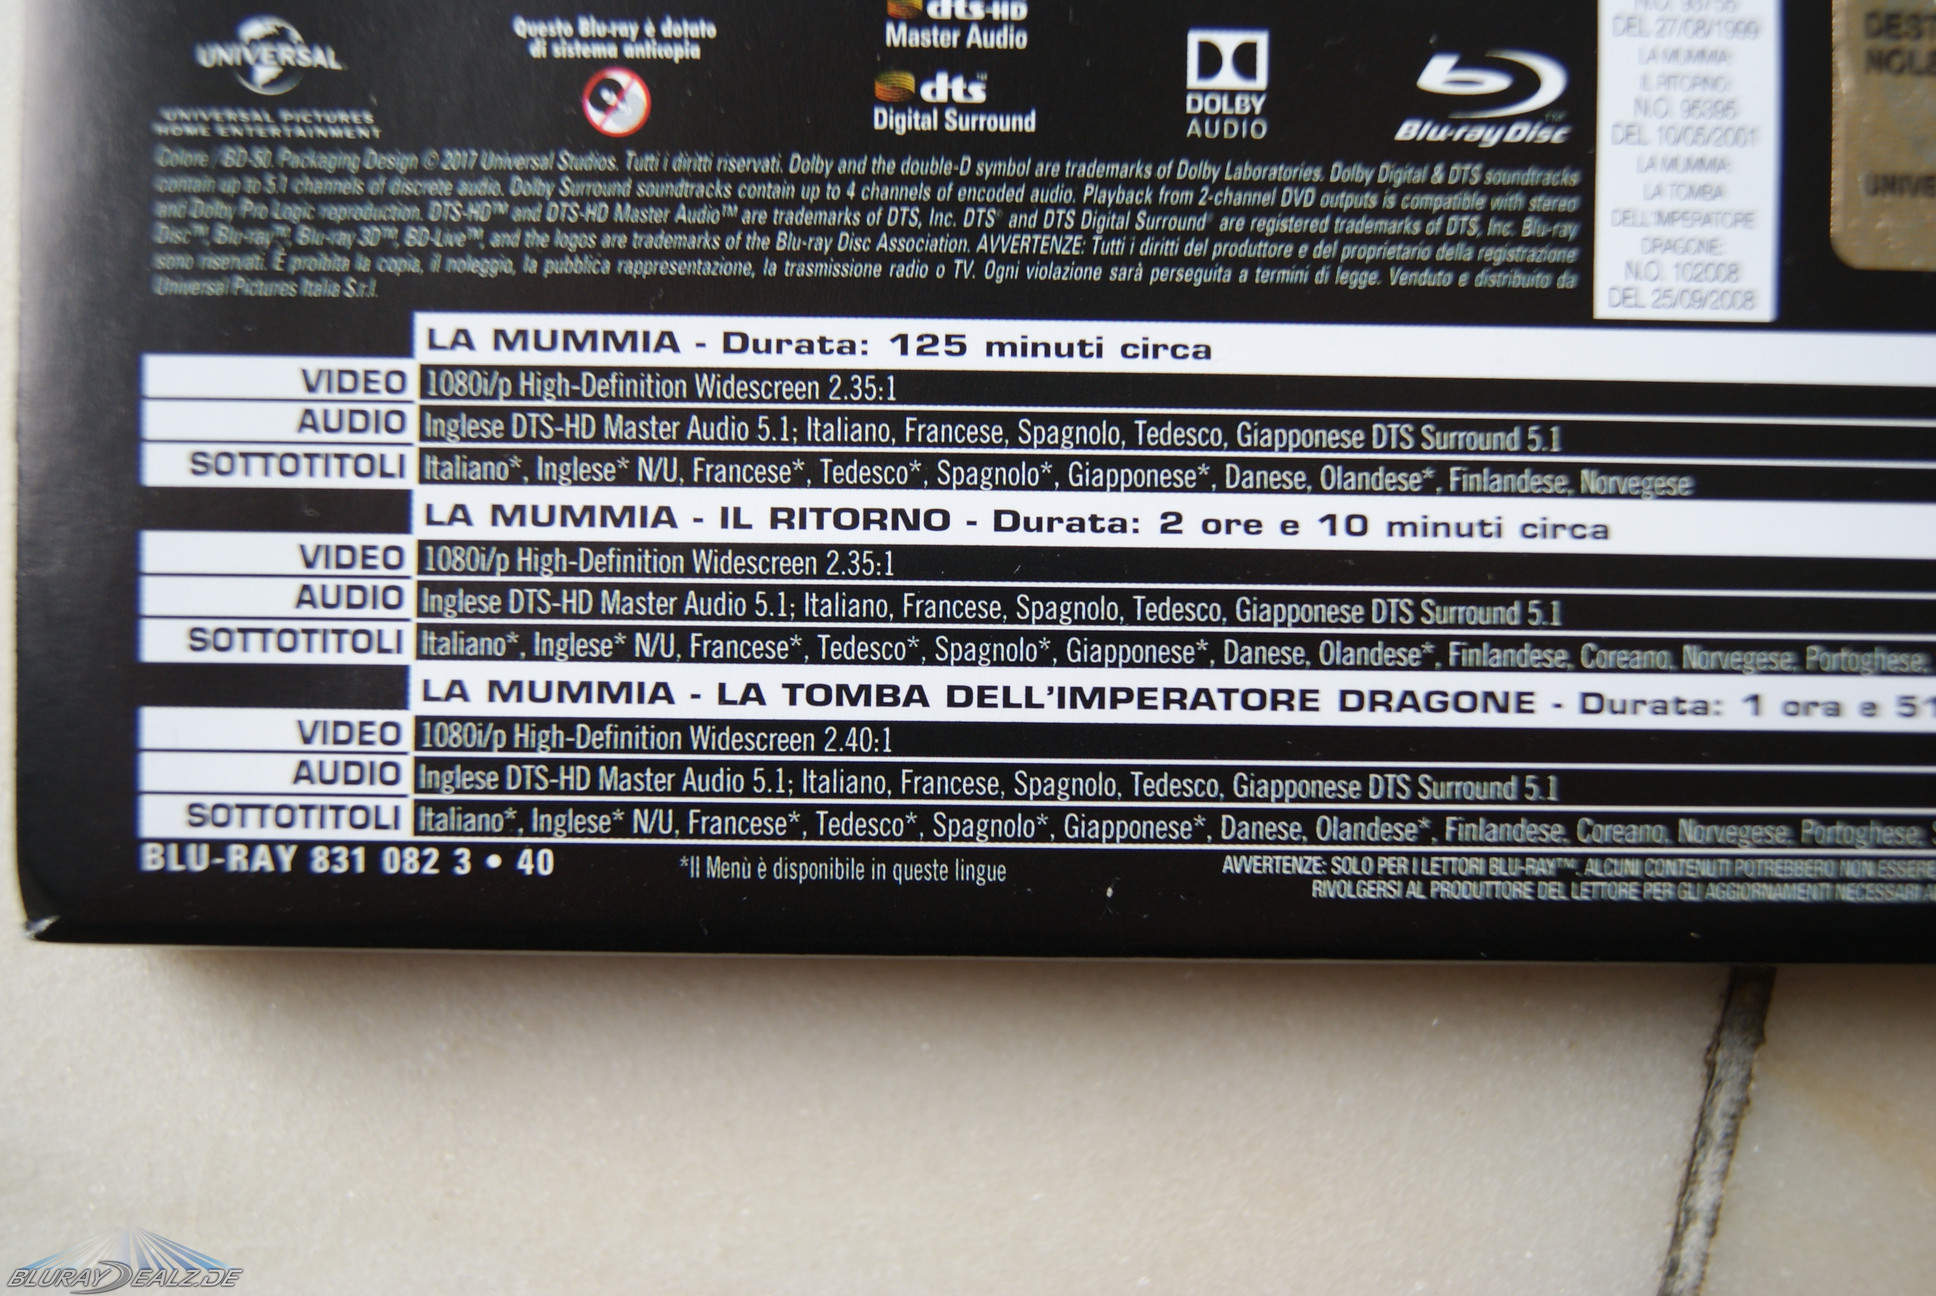 UNIVERSAL
UNIVERSAL PICTURES
HOME ENTERTAINMENT
Questo Blu-ray è dotato
di sistema anticopia
dts-HD
Master Audio
dts
Digital Surround
DOLBY
AUDIO
Blu-ray Disc
DEL 27/08/1999
LA MUMMIA:
IL RITORNO:
N.O. 95395
DEL 10/05/2001
LA MUMMIA:
LA TOMBA
DELL'IMPERATORE
DRAGONE:
N.O. 102008
DEL 25/09/2008
DEST
UNIVE
Colore / BD-50. Packaging Design © 2017 Universal Studios. Tutti i diritti riservati. Dolby and the double-D symbol are trademarks of Dolby Laboratories. Dolby Digital & DTS soundtracks
contain up to 5.1 channels of discrete audio. Dolby Surround soundtracks contain up to 4 channels of encoded audio. Playback from 2-channel DVD outputs is compatible with stereo
and Dolby Pro Logic reproduction. DTS-HD™ and DTS-HD Master Audio™ are trademarks of DTS, Inc. DTS® and DTS Digital Surround® are registered trademarks of DTS, Inc. Blu-ray
Disc™, Blu-ray™, Blu-ray 3D™, BD-Live™, and the logos are trademarks of the Blu-ray Disc Association. AVVERTENZE: Tutti i diritti del produttore e del proprietario della registrazione
sono riservati. È proibita la copia, il noleggio, la pubblica rappresentazione, la trasmissione radio o TV. Ogni violazione sarà perseguita a termini di legge. Venduto e distribuito da
Universal Pictures Italia S.r.l.
LA MUMMIA - Durata: 125 minuti circa
VIDEO 1080i/p High-Definition Widescreen 2.35:1
AUDIO Inglese DTS-HD Master Audio 5.1; Italiano, Francese, Spagnolo, Tedesco, Giapponese DTS Surround 5.1
SOTTOTITOLI Italiano*, Inglese* N/U, Francese*, Tedesco*, Spagnolo*, Giapponese*, Danese, Olandese*, Finlandese, Norvegese
LA MUMMIA - IL RITORNO - Durata: 2 ore e 10 minuti circa
VIDEO 1080i/p High-Definition Widescreen 2.35:1
AUDIO Inglese DTS-HD Master Audio 5.1; Italiano, Francese, Spagnolo, Tedesco, Giapponese DTS Surround 5.1
SOTTOTITOLI Italiano*, Inglese* N/U, Francese*, Tedesco*, Spagnolo*, Giapponese*, Danese, Olandese*, Finlandese, Coreano, Norvegese, Portoghese,
LA MUMMIA - LA TOMBA DELL'IMPERATORE DRAGONE - Durata: 1 ora e 51
VIDEO 1080i/p High-Definition Widescreen 2.40:1
AUDIO Inglese DTS-HD Master Audio 5.1; Italiano, Francese, Spagnolo, Tedesco, Giapponese DTS Surround 5.1
SOTTOTITOLI Italiano*, Inglese* N/U, Francese*, Tedesco*, Spagnolo*, Giapponese*, Danese, Olandese*, Finlandese, Coreano, Norvegese, Portoghese,
BLU-RAY 831 082 3 • 40
*Il Menù è disponibile in queste lingue
AVVERTENZE: SOLO PER I LETTORI BLU-RAY™. ALCUNI CONTENUTI POTREBBERO NON ESSERE
RIVOLGERSI AL PRODUTTORE DEL LETTORE PER GLI AGGIORNAMENTI NECESSARI
BLURAYDEALZ.DE